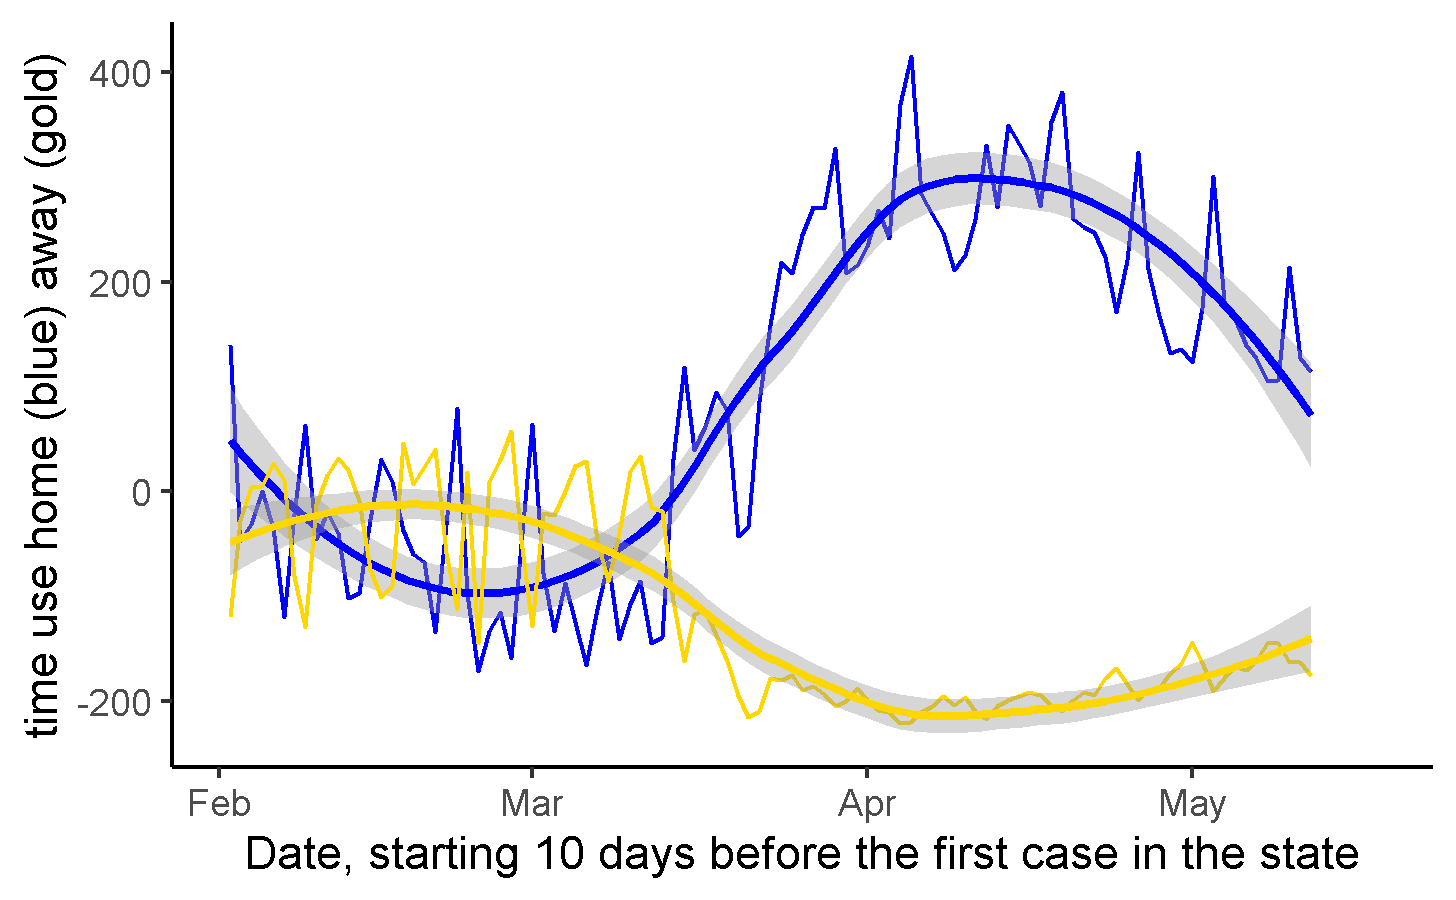 time use home (blue) away (gold)
400
200
0
-200
Feb
Mar
Apr
May
Date, starting 10 days before the first case in the state